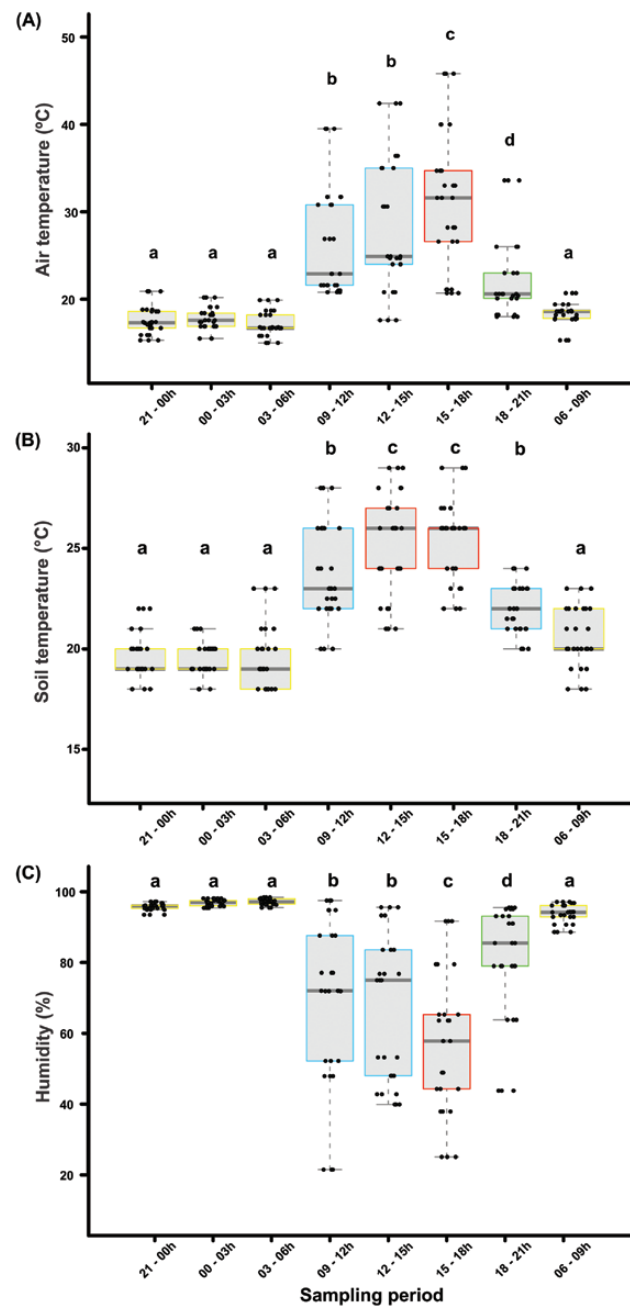 (A)
Air temperature (°C)
50
40
30
20
a a a b b c d a
21 - 00h 00 - 03h 03 - 06h 09 - 12h 12 - 15h 15 - 18h 18 - 21h 06 - 09h
(B)
Soil temperature (°C)
30
25
20
15
a a a b c c b a
21 - 00h 00 - 03h 03 - 06h 09 - 12h 12 - 15h 15 - 18h 18 - 21h 06 - 09h
(C)
Humidity (%)
100
80
60
40
20
a a a b b c d a
21 - 00h 00 - 03h 03 - 06h 09 - 12h 12 - 15h 15 - 18h 18 - 21h 06 - 09h
Sampling period